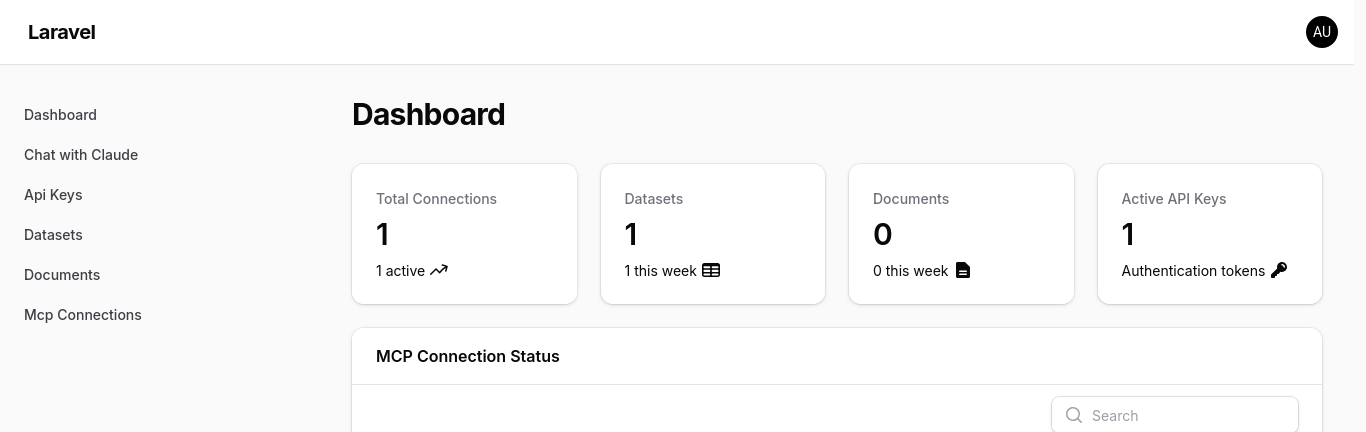 Laravel
AU
Dashboard
Chat with Claude
Api Keys
Datasets
Documents
Mcp Connections
Dashboard
Total Connections
1
1 active
Datasets
1
1 this week
Documents
0
0 this week
Active API Keys
1
Authentication tokens
MCP Connection Status
Search